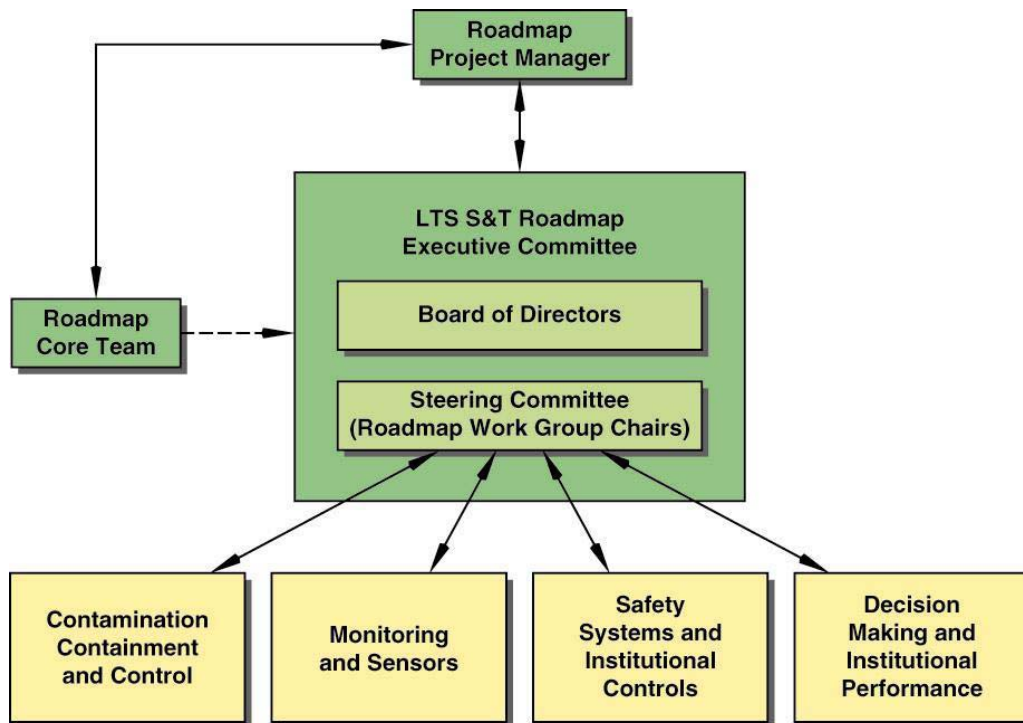 Roadmap
Project Manager
LTS S&T Roadmap
Executive Committee
Board of Directors
Roadmap
Core Team
Steering Committee
(Roadmap Work Group Chairs)
Contamination
Containment
and Control
Monitoring
and Sensors
Safety
Systems and
Institutional
Controls
Decision
Making and
Institutional
Performance